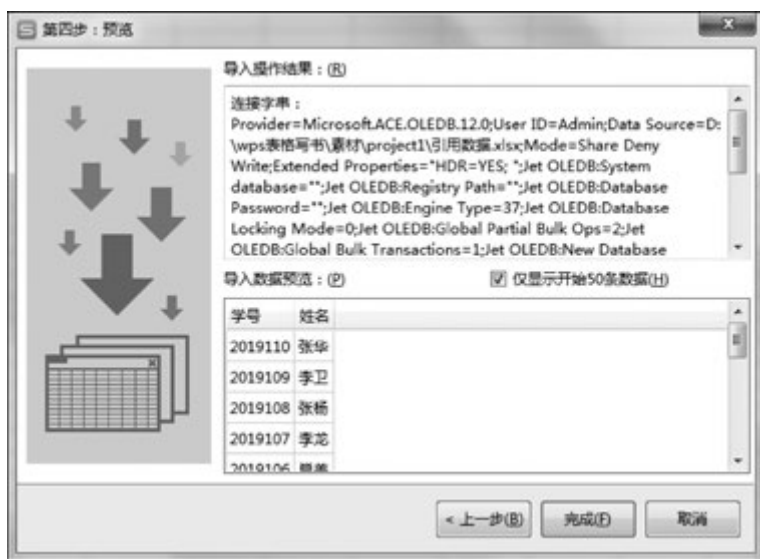 第四步：预览
导入操作结果：(R)
连接字串：
Provider=Microsoft.ACE.OLEDB.12.0;User ID=Admin;Data Source=D:
\wps表格写书\素材\project1\引用数据.xlsx;Mode=Share Deny
Write;Extended Properties="HDR=YES; ";Jet OLEDB:System
database="";Jet OLEDB:Registry Path="";Jet OLEDB:Database
Password="";Jet OLEDB:Engine Type=37;Jet OLEDB:Database
Locking Mode=0;Jet OLEDB:Global Partial Bulk Ops=2;Jet
OLEDB:Global Bulk Transactions=1;Jet OLEDB:New Database
导入数据预览：(P) 仅显示开始50条数据(H)
学号 姓名
2019110 张华
2019109 李卫
2019108 张杨
2019107 李龙
2019106
< 上一步(B) 完成(F) 取消